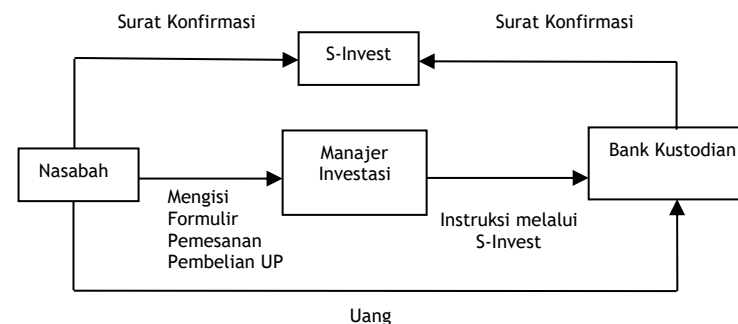 Surat Konfirmasi
Surat Konfirmasi
S-Invest
Nasabah
Manajer
Investasi
Bank Kustodian
Mengisi
Formulir
Pemesanan
Pembelian UP
Instruksi melalui
S-Invest
Uang